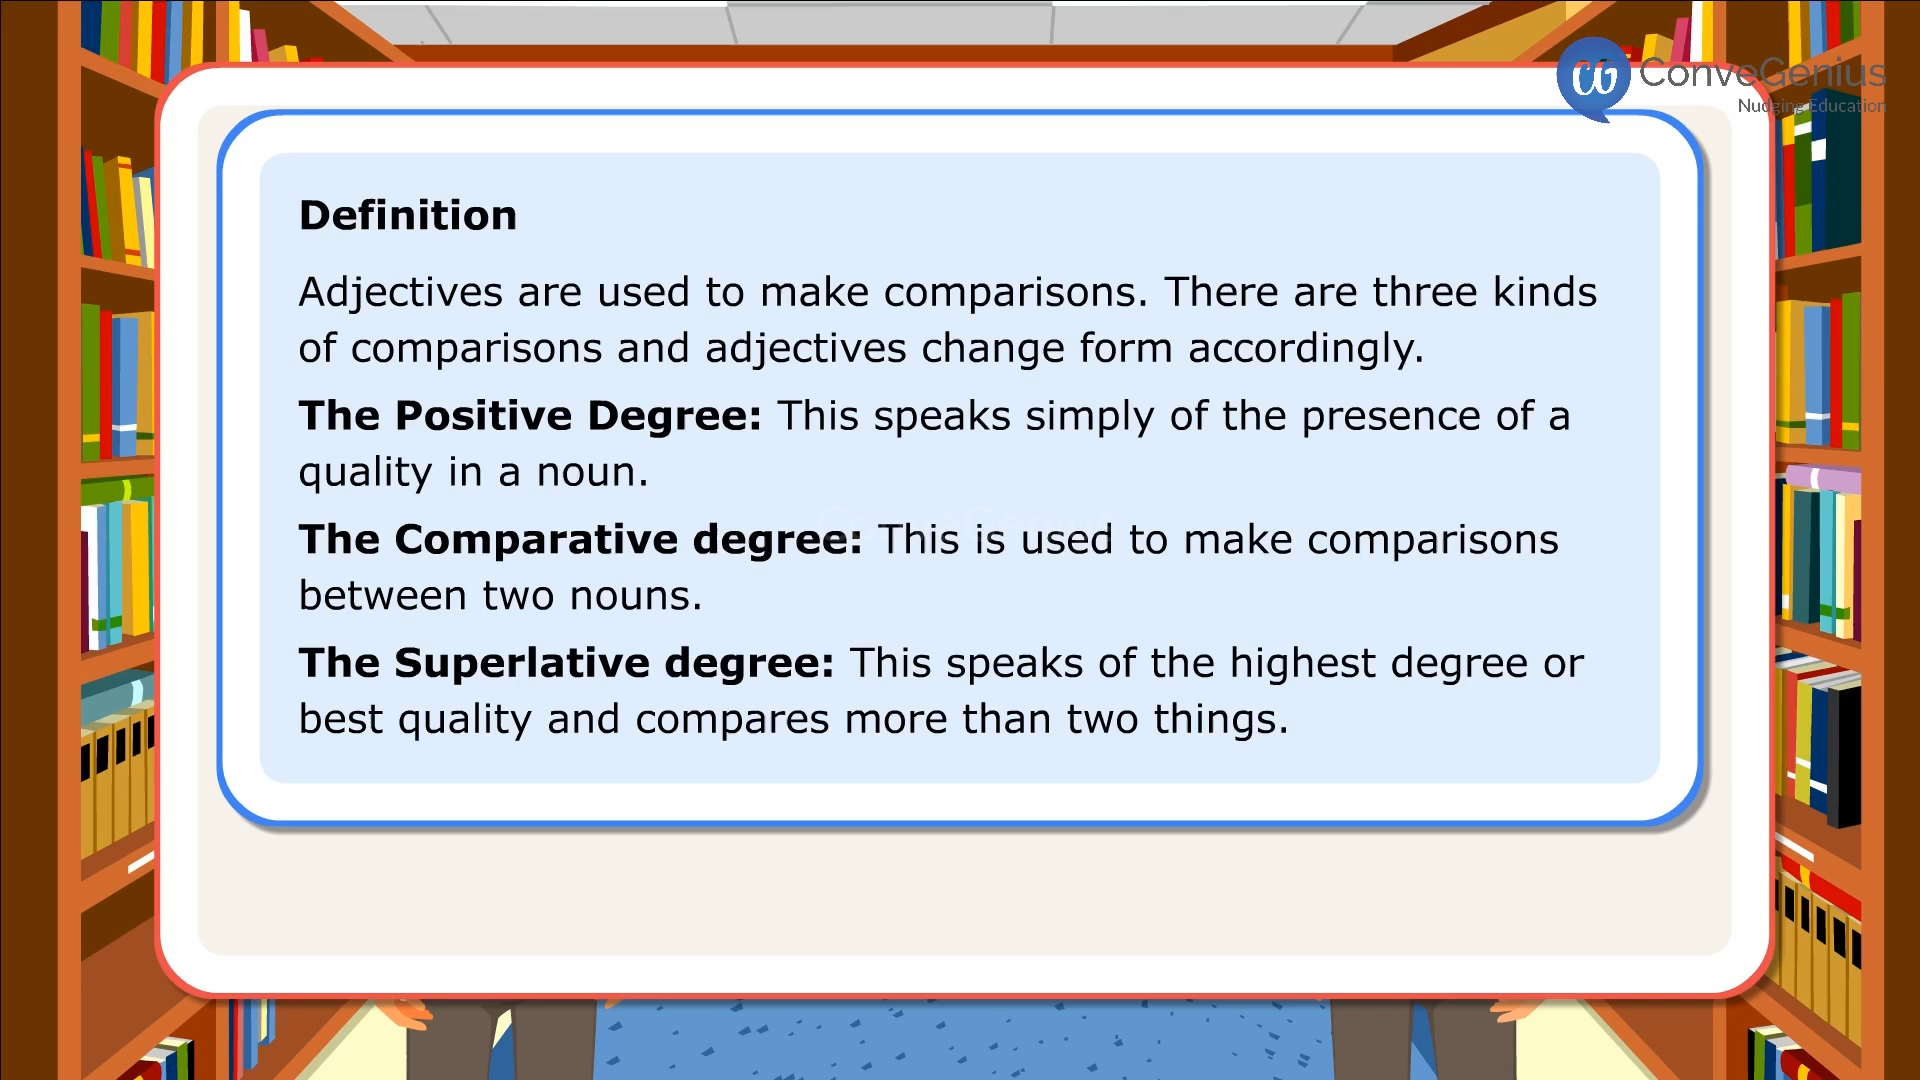 CG ConveGenius
Nudging Education
Definition
Adjectives are used to make comparisons. There are three kinds
of comparisons and adjectives change form accordingly.
The Positive Degree: This speaks simply of the presence of a
quality in a noun.
The Comparative degree: This is used to make comparisons
between two nouns.
The Superlative degree: This speaks of the highest degree or
best quality and compares more than two things.